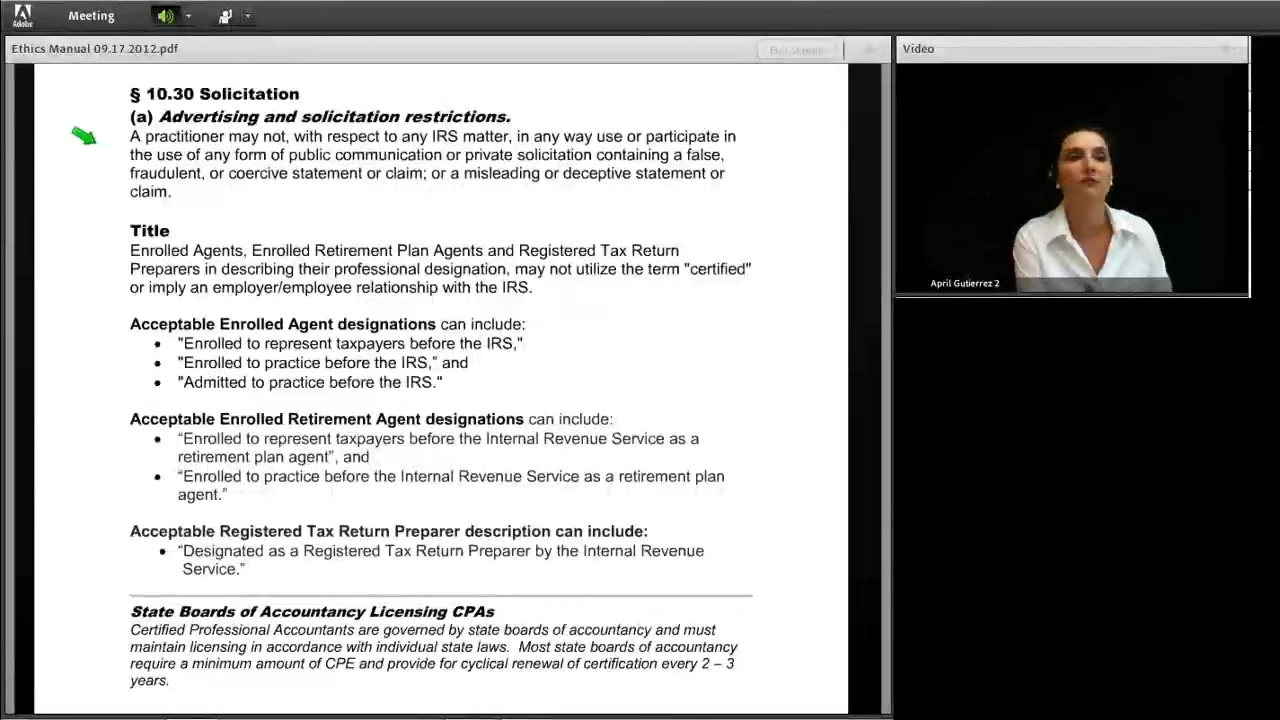 Adobe
Meeting
Ethics Manual 09.17.2012.pdf
Full Screen
Video
§ 10.30 Solicitation
(a) Advertising and solicitation restrictions.
A practitioner may not, with respect to any IRS matter, in any way use or participate in
the use of any form of public communication or private solicitation containing a false,
fraudulent, or coercive statement or claim; or a misleading or deceptive statement or
claim.
Title
Enrolled Agents, Enrolled Retirement Plan Agents and Registered Tax Return
Preparers in describing their professional designation, may not utilize the term "certified"
or imply an employer/employee relationship with the IRS.
Acceptable Enrolled Agent designations can include:
• "Enrolled to represent taxpayers before the IRS,"
• "Enrolled to practice before the IRS,” and
• "Admitted to practice before the IRS."
Acceptable Enrolled Retirement Agent designations can include:
• “Enrolled to represent taxpayers before the Internal Revenue Service as a
retirement plan agent”, and
• “Enrolled to practice before the Internal Revenue Service as a retirement plan
agent.”
Acceptable Registered Tax Return Preparer description can include:
• “Designated as a Registered Tax Return Preparer by the Internal Revenue
Service.”
State Boards of Accountancy Licensing CPAs
Certified Professional Accountants are governed by state boards of accountancy and must
maintain licensing in accordance with individual state laws. Most state boards of accountancy
require a minimum amount of CPE and provide for cyclical renewal of certification every 2 – 3
years.
April Gutierrez 2